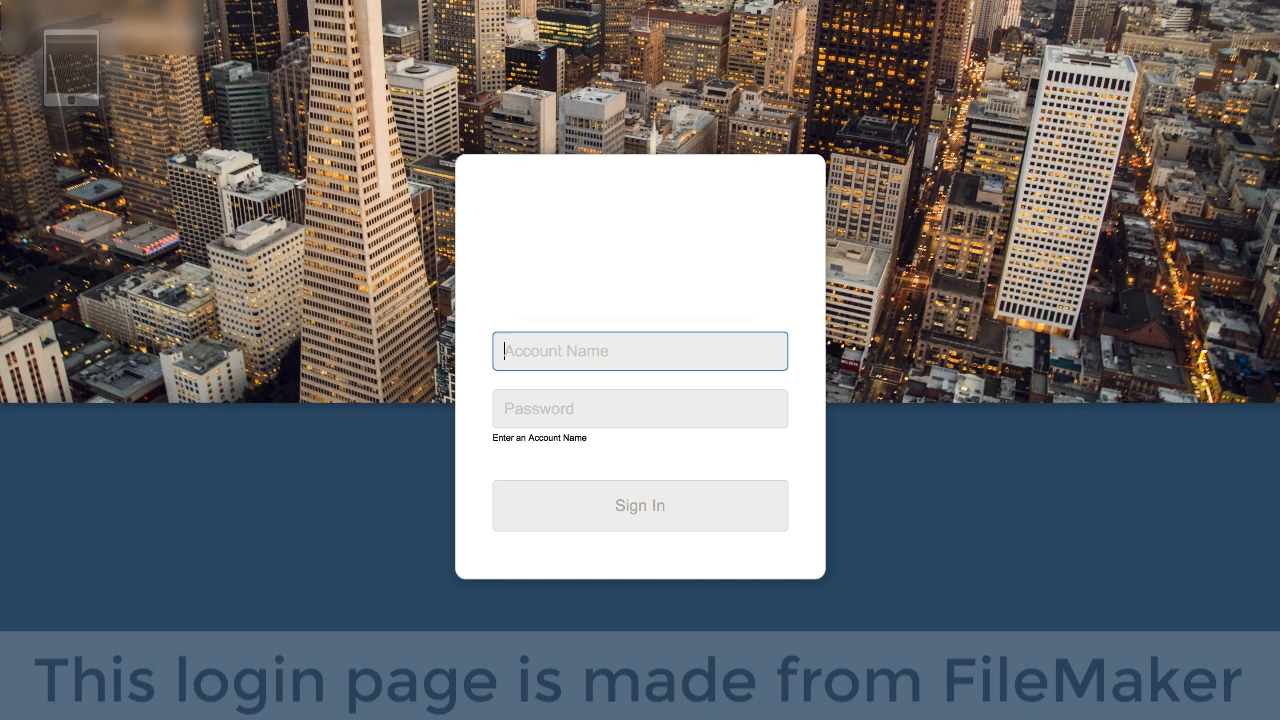 Account Name
Password
Enter an Account Name
Sign In
This login page is made from FileMaker